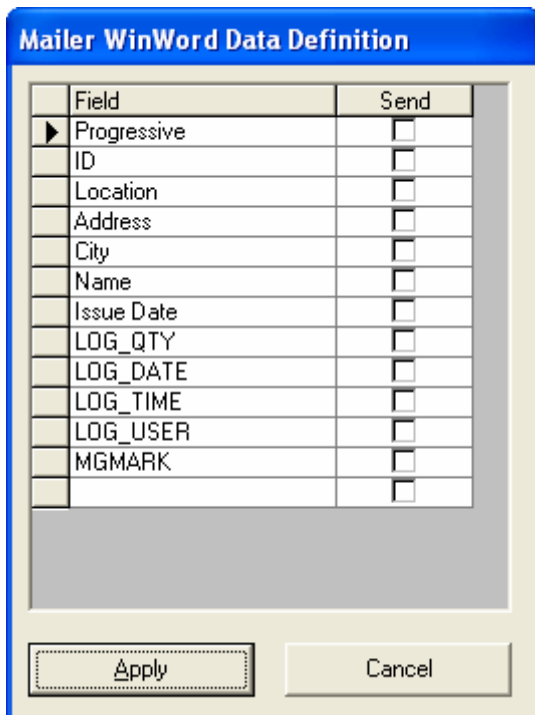 Mailer WinWord Data Definition
Field Send
Progressive
ID
Location
Address
City
Name
Issue Date
LOG_QTY
LOG_DATE
LOG_TIME
LOG_USER
MGMARK
Apply Cancel